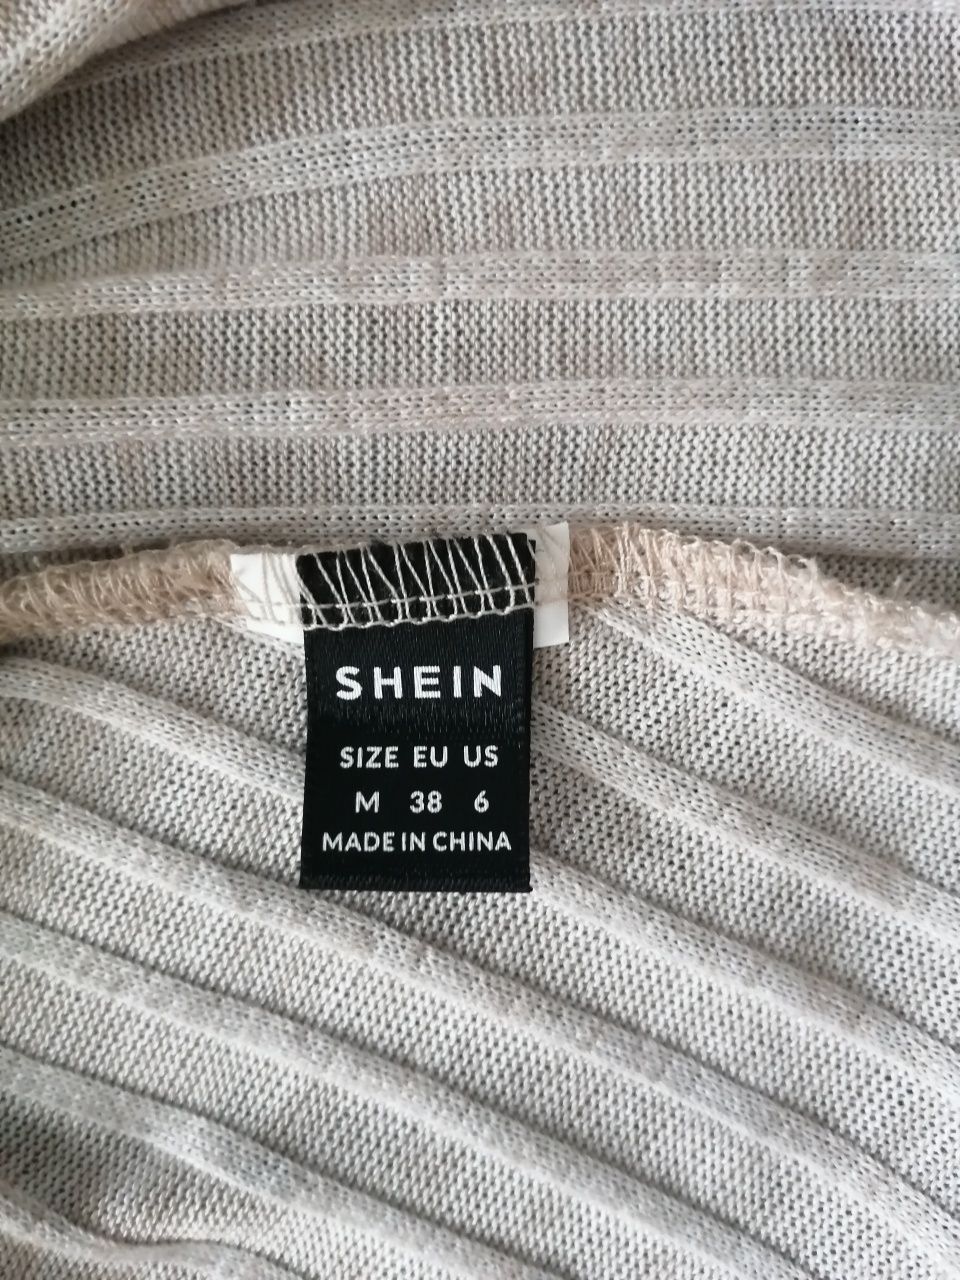 SHEIN
SIZE EU US
M 38 6
MADE IN CHINA